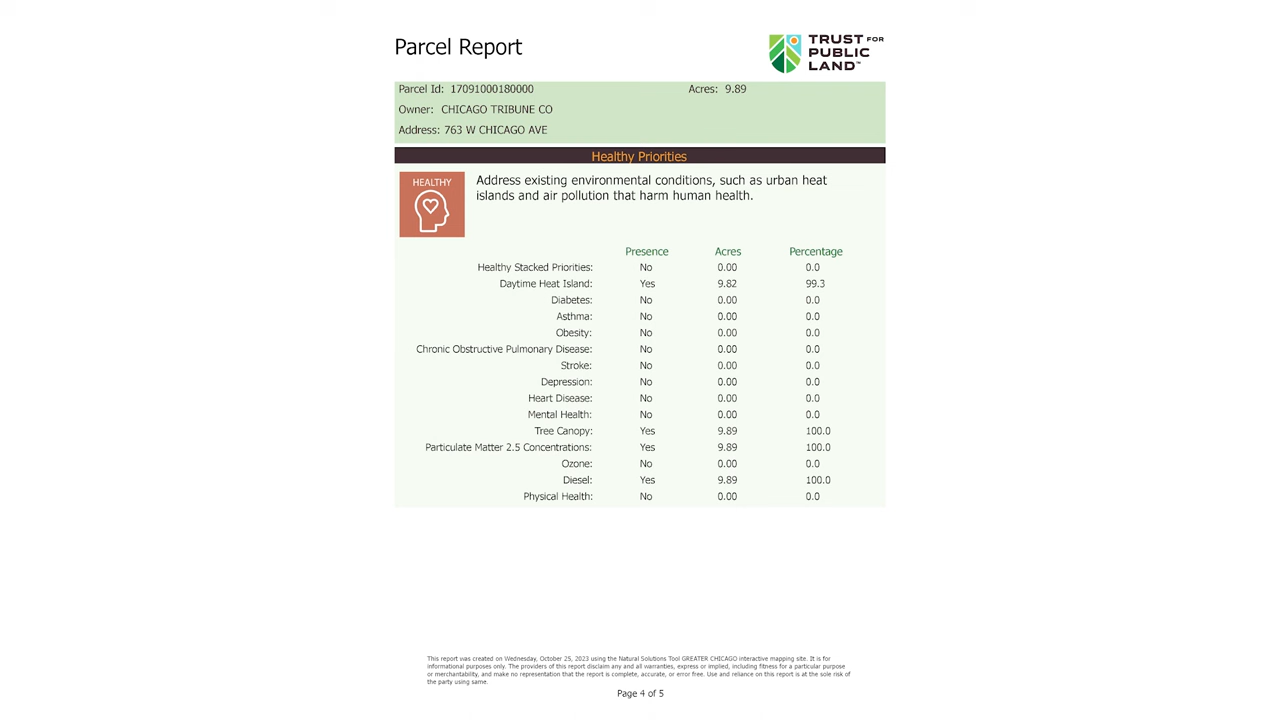 Parcel Report
TRUST FOR
PUBLIC
LAND™
Parcel Id: 17091000180000 Acres: 9.89
Owner: CHICAGO TRIBUNE CO
Address: 763 W CHICAGO AVE
Healthy Priorities
HEALTHY
Address existing environmental conditions, such as urban heat
islands and air pollution that harm human health.
Presence Acres Percentage
Healthy Stacked Priorities: No 0.00 0.0
Daytime Heat Island: Yes 9.82 99.3
Diabetes: No 0.00 0.0
Asthma: No 0.00 0.0
Obesity: No 0.00 0.0
Chronic Obstructive Pulmonary Disease: No 0.00 0.0
Stroke: No 0.00 0.0
Depression: No 0.00 0.0
Heart Disease: No 0.00 0.0
Mental Health: No 0.00 0.0
Tree Canopy: Yes 9.89 100.0
Particulate Matter 2.5 Concentrations: Yes 9.89 100.0
Ozone: No 0.00 0.0
Diesel: Yes 9.89 100.0
Physical Health: No 0.00 0.0
This report was created on Wednesday, October 25, 2023 using the Natural Solutions Tool GREATER CHICAGO interactive mapping site. It is for
informational purposes only. The providers of this report disclaim any and all warranties, express or implied, including fitness for a particular purpose
or merchantability, and make no representation that the report is complete, accurate, or error free. Use and reliance on this report is at the sole risk of
the party using same.
Page 4 of 5